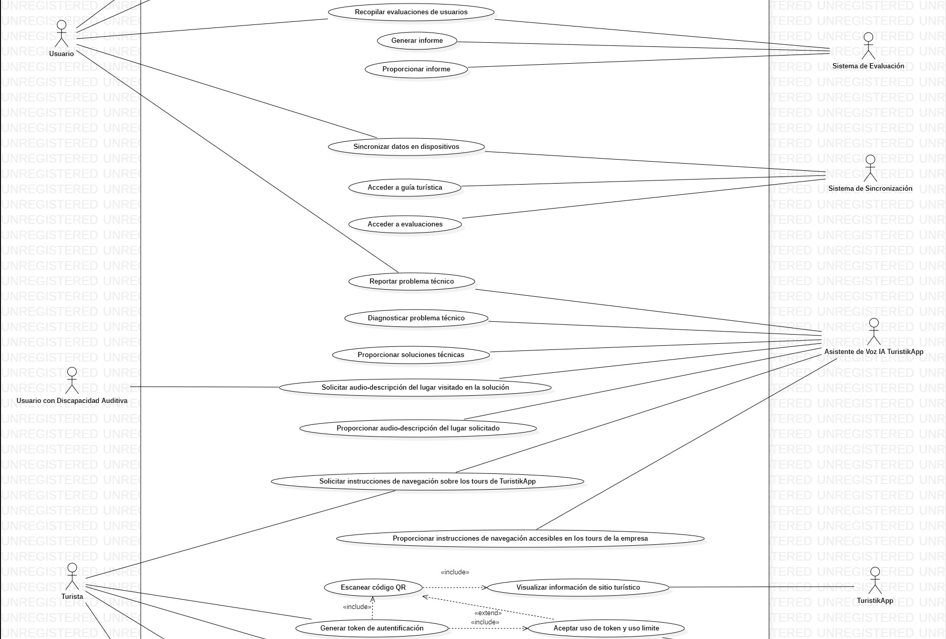 Recopilar evaluaciones de usuarios
Generar informe
Usuario
Proporcionar informe
Sistema de Evaluación
Sincronizar datos en dispositivos
Acceder a guía turística
Sistema de Sincronización
Acceder a evaluaciones
Reportar problema técnico
Diagnosticar problema técnico
Proporcionar soluciones técnicas
Asistente de Voz IA TuristikApp
Solicitar audio-descripción del lugar visitado en la solución
Usuario con Discapacidad Auditiva
Proporcionar audio-descripción del lugar solicitado
Solicitar instrucciones de navegación sobre los tours de TuristikApp
Proporcionar instrucciones de navegación accesibles en los tours de la empresa
«include»
Escanear código QR
Visualizar información de sitio turístico
Turista
TuristikApp
«include»
«extend»
«include»
Generar token de autentificación
Aceptar uso de token y uso limite
UNREGISTERED